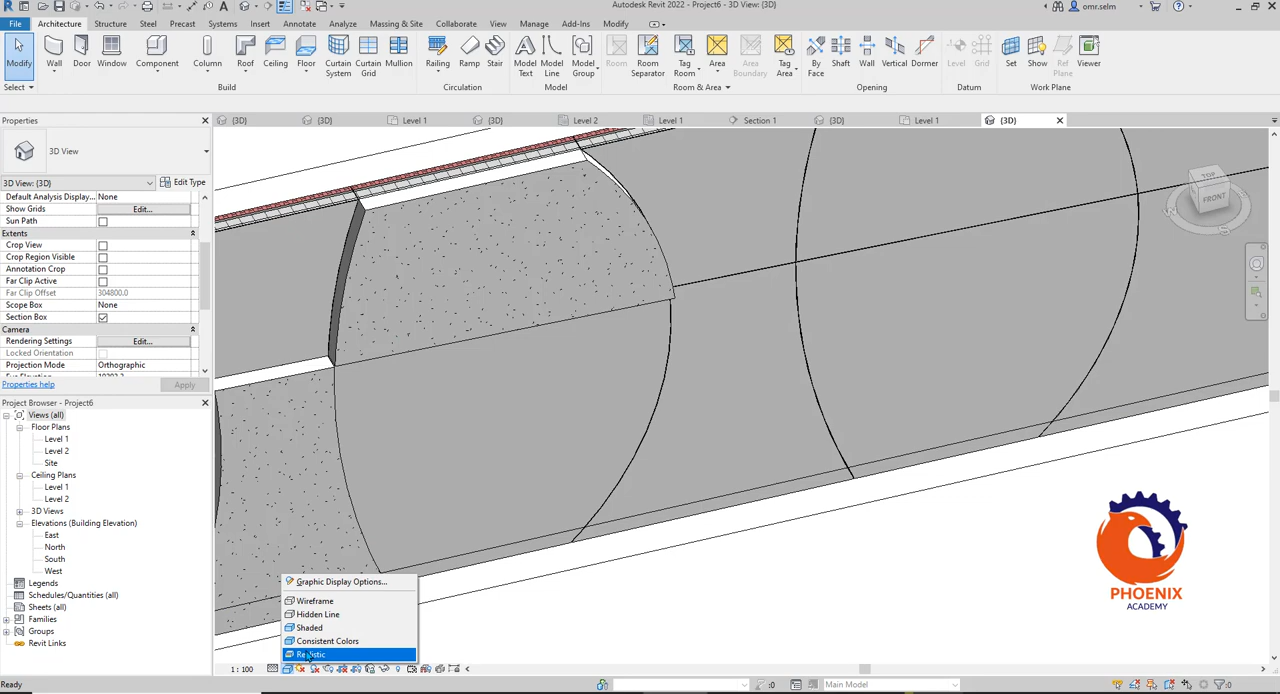 Autodesk Revit 2022 - Project6 - 3D View: {3D}
omr.selm
File Architecture Structure Steel Precast Systems Insert Annotate Analyze Massing & Site Collaborate View Manage Add-Ins Modify
Modify Wall Door Window Component Column Roof Ceiling Floor Curtain System Curtain Grid Mullion Railing Ramp Stair Model Text Model Line Model Group Room Room Separator Tag Room Area Area Boundary Tag Area By Face Shaft Wall Vertical Dormer Level Grid Set Show Ref Plane Viewer
Select Build Circulation Model Room & Area Opening Datum Work Plane
Properties
{3D} {3D} Level 1 {3D} Level 2 Level 1 Section 1 {3D} Level 1 {3D}
3D View
3D View: {3D} Edit Type
Default Analysis Display... None
Show Grids Edit...
Sun Path
Extents
Crop View
Crop Region Visible
Annotation Crop
Far Clip Active
Far Clip Offset 304800.0
Scope Box None
Section Box
Camera
Rendering Settings Edit...
Locked Orientation
Projection Mode Orthographic
Properties help Apply
Project Browser - Project6
Views (all)
Floor Plans
Level 1
Level 2
Site
Ceiling Plans
Level 1
Level 2
3D Views
Elevations (Building Elevation)
East
North
South
West
Legends
Schedules/Quantities (all)
Sheets (all)
Families
Groups
Revit Links
TOP
FRONT
PHOENIX
ACADEMY
Graphic Display Options...
Wireframe
Hidden Line
Shaded
Consistent Colors
Realistic
1 : 100
Ready :0 Main Model :0